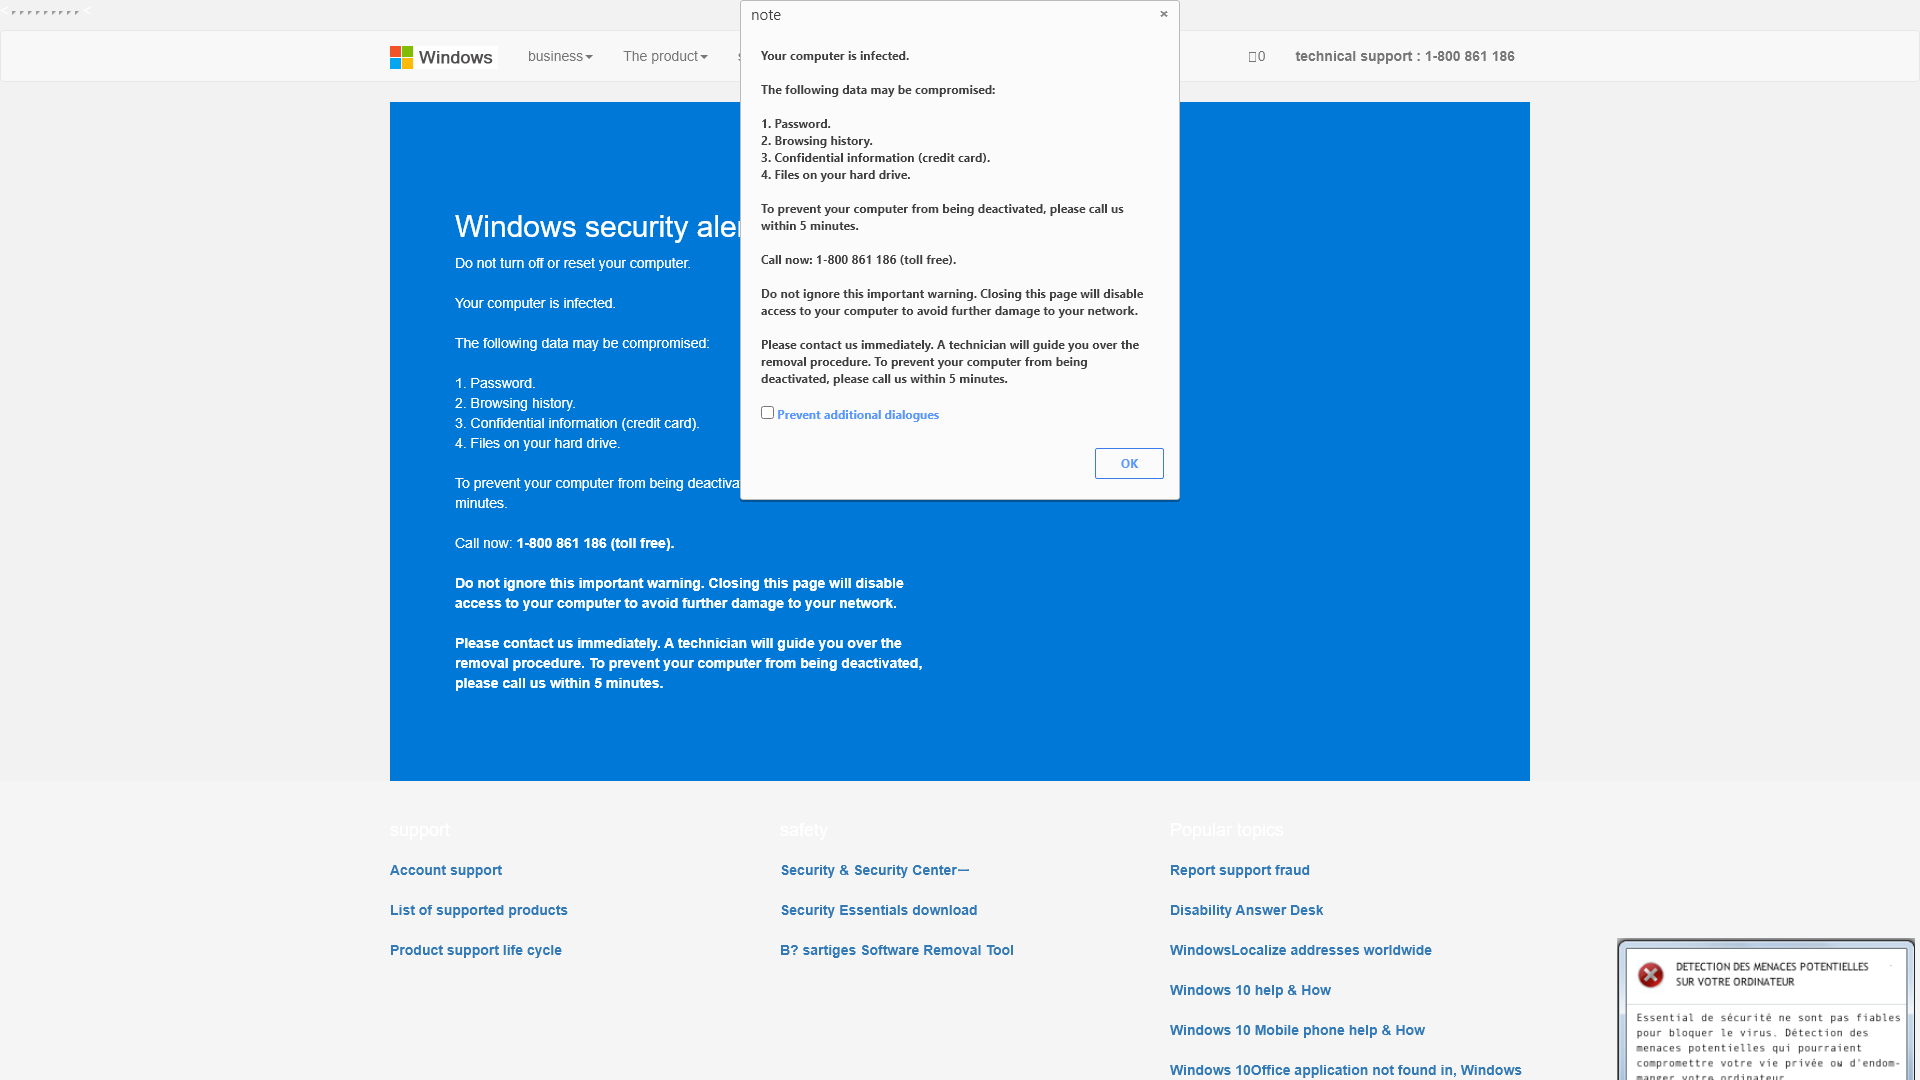 Windows
business
The product
0
technical support : 1-800 861 186
note
×
Your computer is infected.
The following data may be compromised:
1. Password.
2. Browsing history.
3. Confidential information (credit card).
4. Files on your hard drive.
To prevent your computer from being deactivated, please call us
within 5 minutes.
Call now: 1-800 861 186 (toll free).
Do not ignore this important warning. Closing this page will disable
access to your computer to avoid further damage to your network.
Please contact us immediately. A technician will guide you over the
removal procedure. To prevent your computer from being
deactivated, please call us within 5 minutes.
Prevent additional dialogues
OK
Windows security
Do not turn off or reset your computer.
Your computer is infected.
The following data may be compromised:
1. Password.
2. Browsing history.
3. Confidential information (credit card).
4. Files on your hard drive.
To prevent your computer from being
minutes.
Call now: 1-800 861 186 (toll free).
Do not ignore this important warning. Closing this page will disable
access to your computer to avoid further damage to your network.
Please contact us immediately. A technician will guide you over the
removal procedure. To prevent your computer from being deactivated,
please call us within 5 minutes.
support
Account support
List of supported products
Product support life cycle
safety
Security & Security Center一
Security Essentials download
B? sartiges Software Removal Tool
Popular topics
Report support fraud
Disability Answer Desk
WindowsLocalize addresses worldwide
Windows 10 help & How
Windows 10 Mobile phone help & How
Windows 10Office application not found in, Windows
DETECTION DES MENACES POTENTIELLES
SUR VOTRE ORDINATEUR
Essential de sécurité ne sont pas fiables
pour bloquer le virus. Détection des
menaces potentielles qui pourraient
compromettre votre vie privée ou d'endom-
manger votre ordinateur